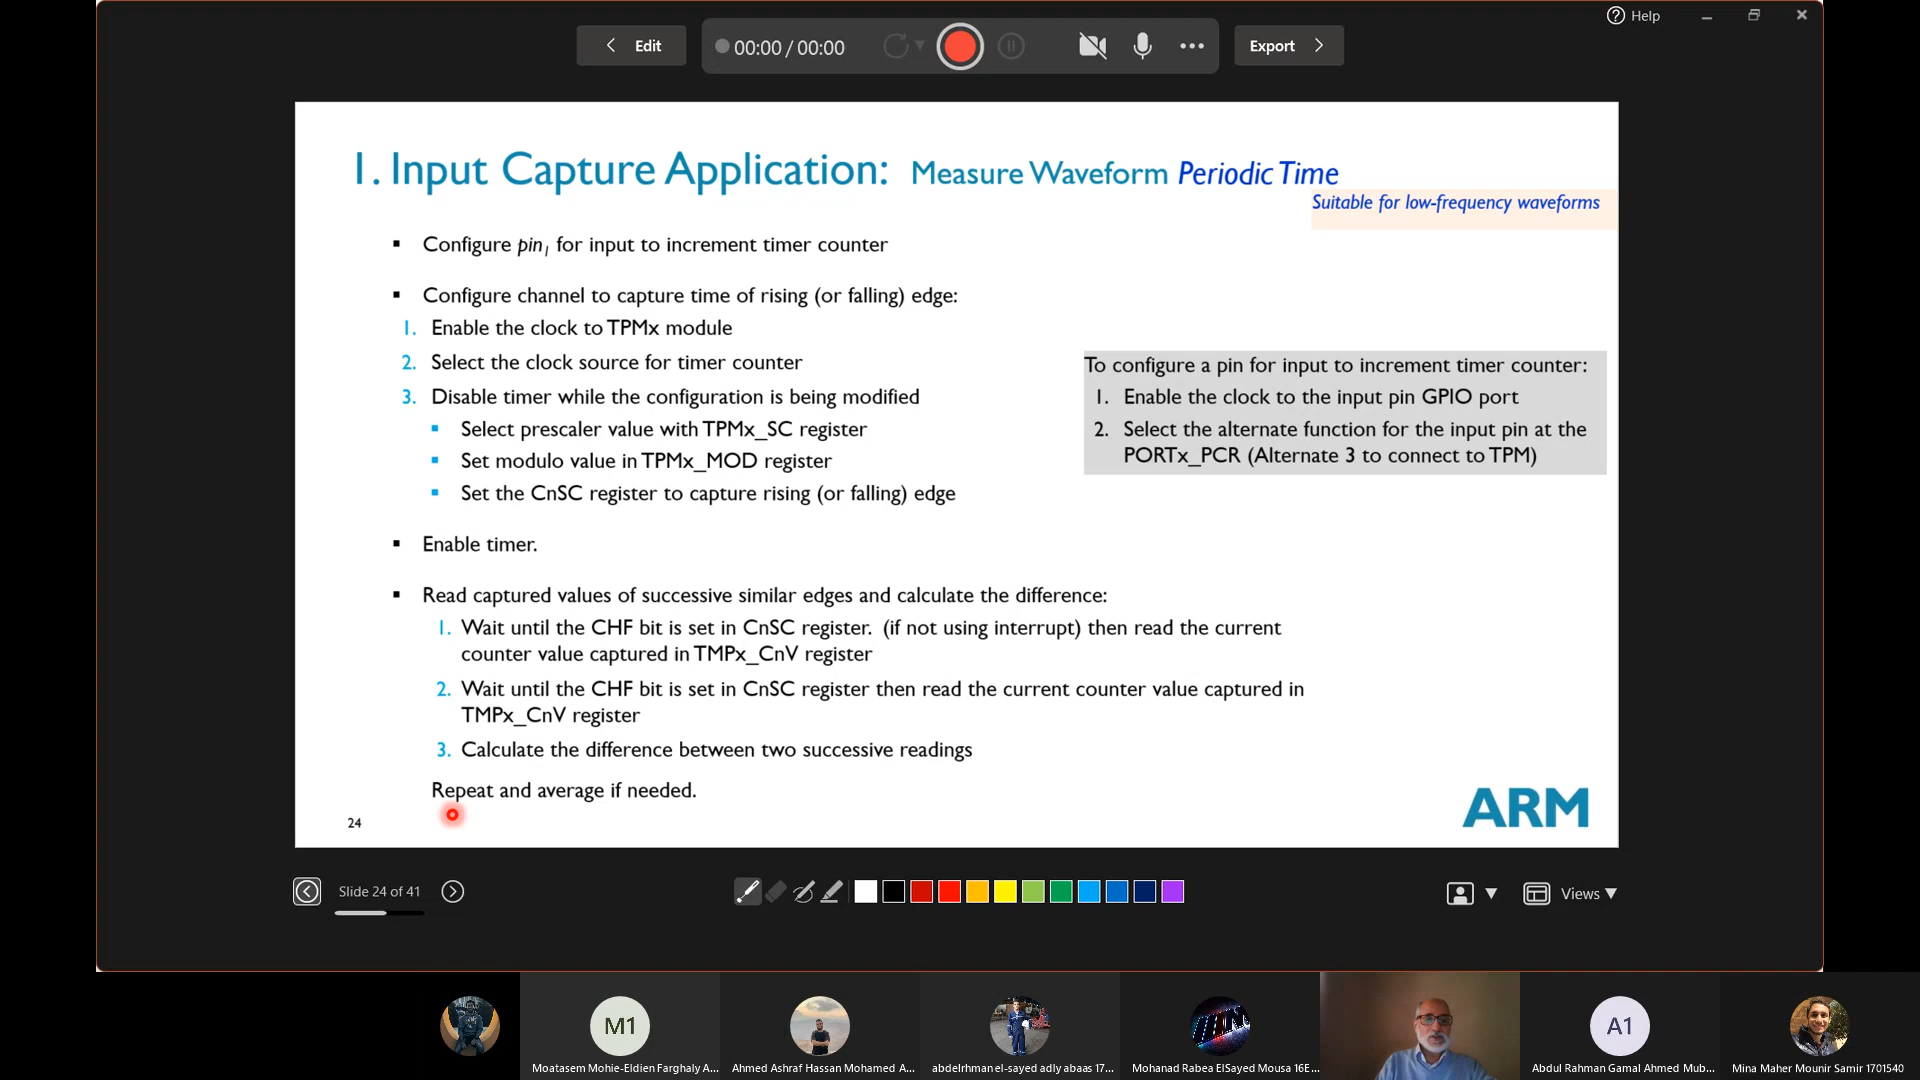 Help
Edit
00:00 / 00:00
Export
1. Input Capture Application: Measure Waveform Periodic Time
Suitable for low-frequency waveforms
▪ Configure pin1 for input to increment timer counter
▪ Configure channel to capture time of rising (or falling) edge:
1. Enable the clock to TPMx module
2. Select the clock source for timer counter
3. Disable timer while the configuration is being modified
▪ Select prescaler value with TPMx_SC register
▪ Set modulo value in TPMx_MOD register
▪ Set the CnSC register to capture rising (or falling) edge
To configure a pin for input to increment timer counter:
1. Enable the clock to the input pin GPIO port
2. Select the alternate function for the input pin at the
PORTx_PCR (Alternate 3 to connect to TPM)
▪ Enable timer.
▪ Read captured values of successive similar edges and calculate the difference:
1. Wait until the CHF bit is set in CnSC register. (if not using interrupt) then read the current
counter value captured in TMPx_CnV register
2. Wait until the CHF bit is set in CnSC register then read the current counter value captured in
TMPx_CnV register
3. Calculate the difference between two successive readings
Repeat and average if needed.
24
ARM
Slide 24 of 41
Views
M1
A1
Moatasem Mohie-Eldien Farghaly A...
Ahmed Ashraf Hassan Mohamed A...
abdelrhman el-sayed adly abaas 17...
Mohanad Rabea ElSayed Mousa 16E...
Abdul Rahman Gamal Ahmed Mub...
Mina Maher Mounir Samir 1701540